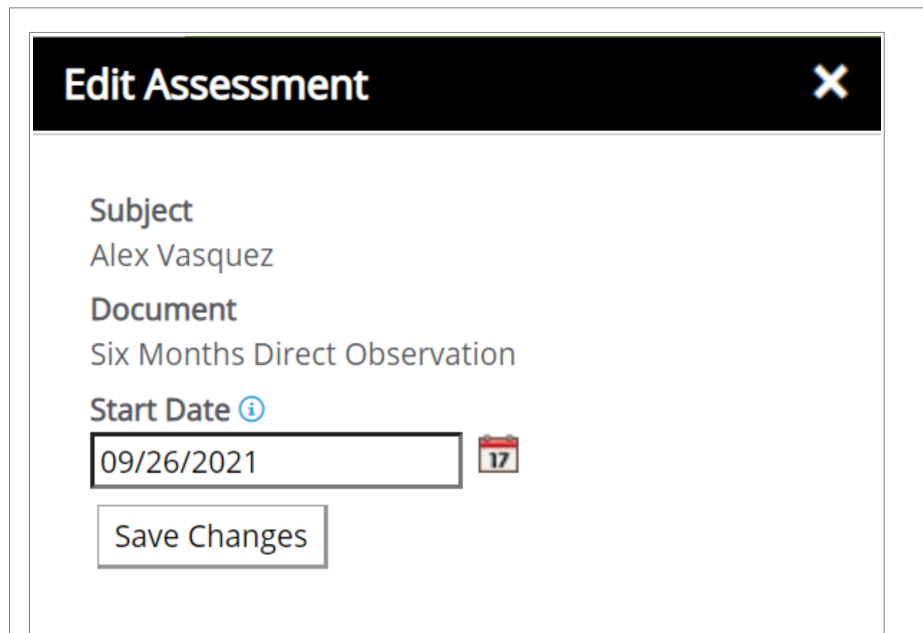 Edit Assessment
Subject
Alex Vasquez
Document
Six Months Direct Observation
Start Date
09/26/2021
17
Save Changes